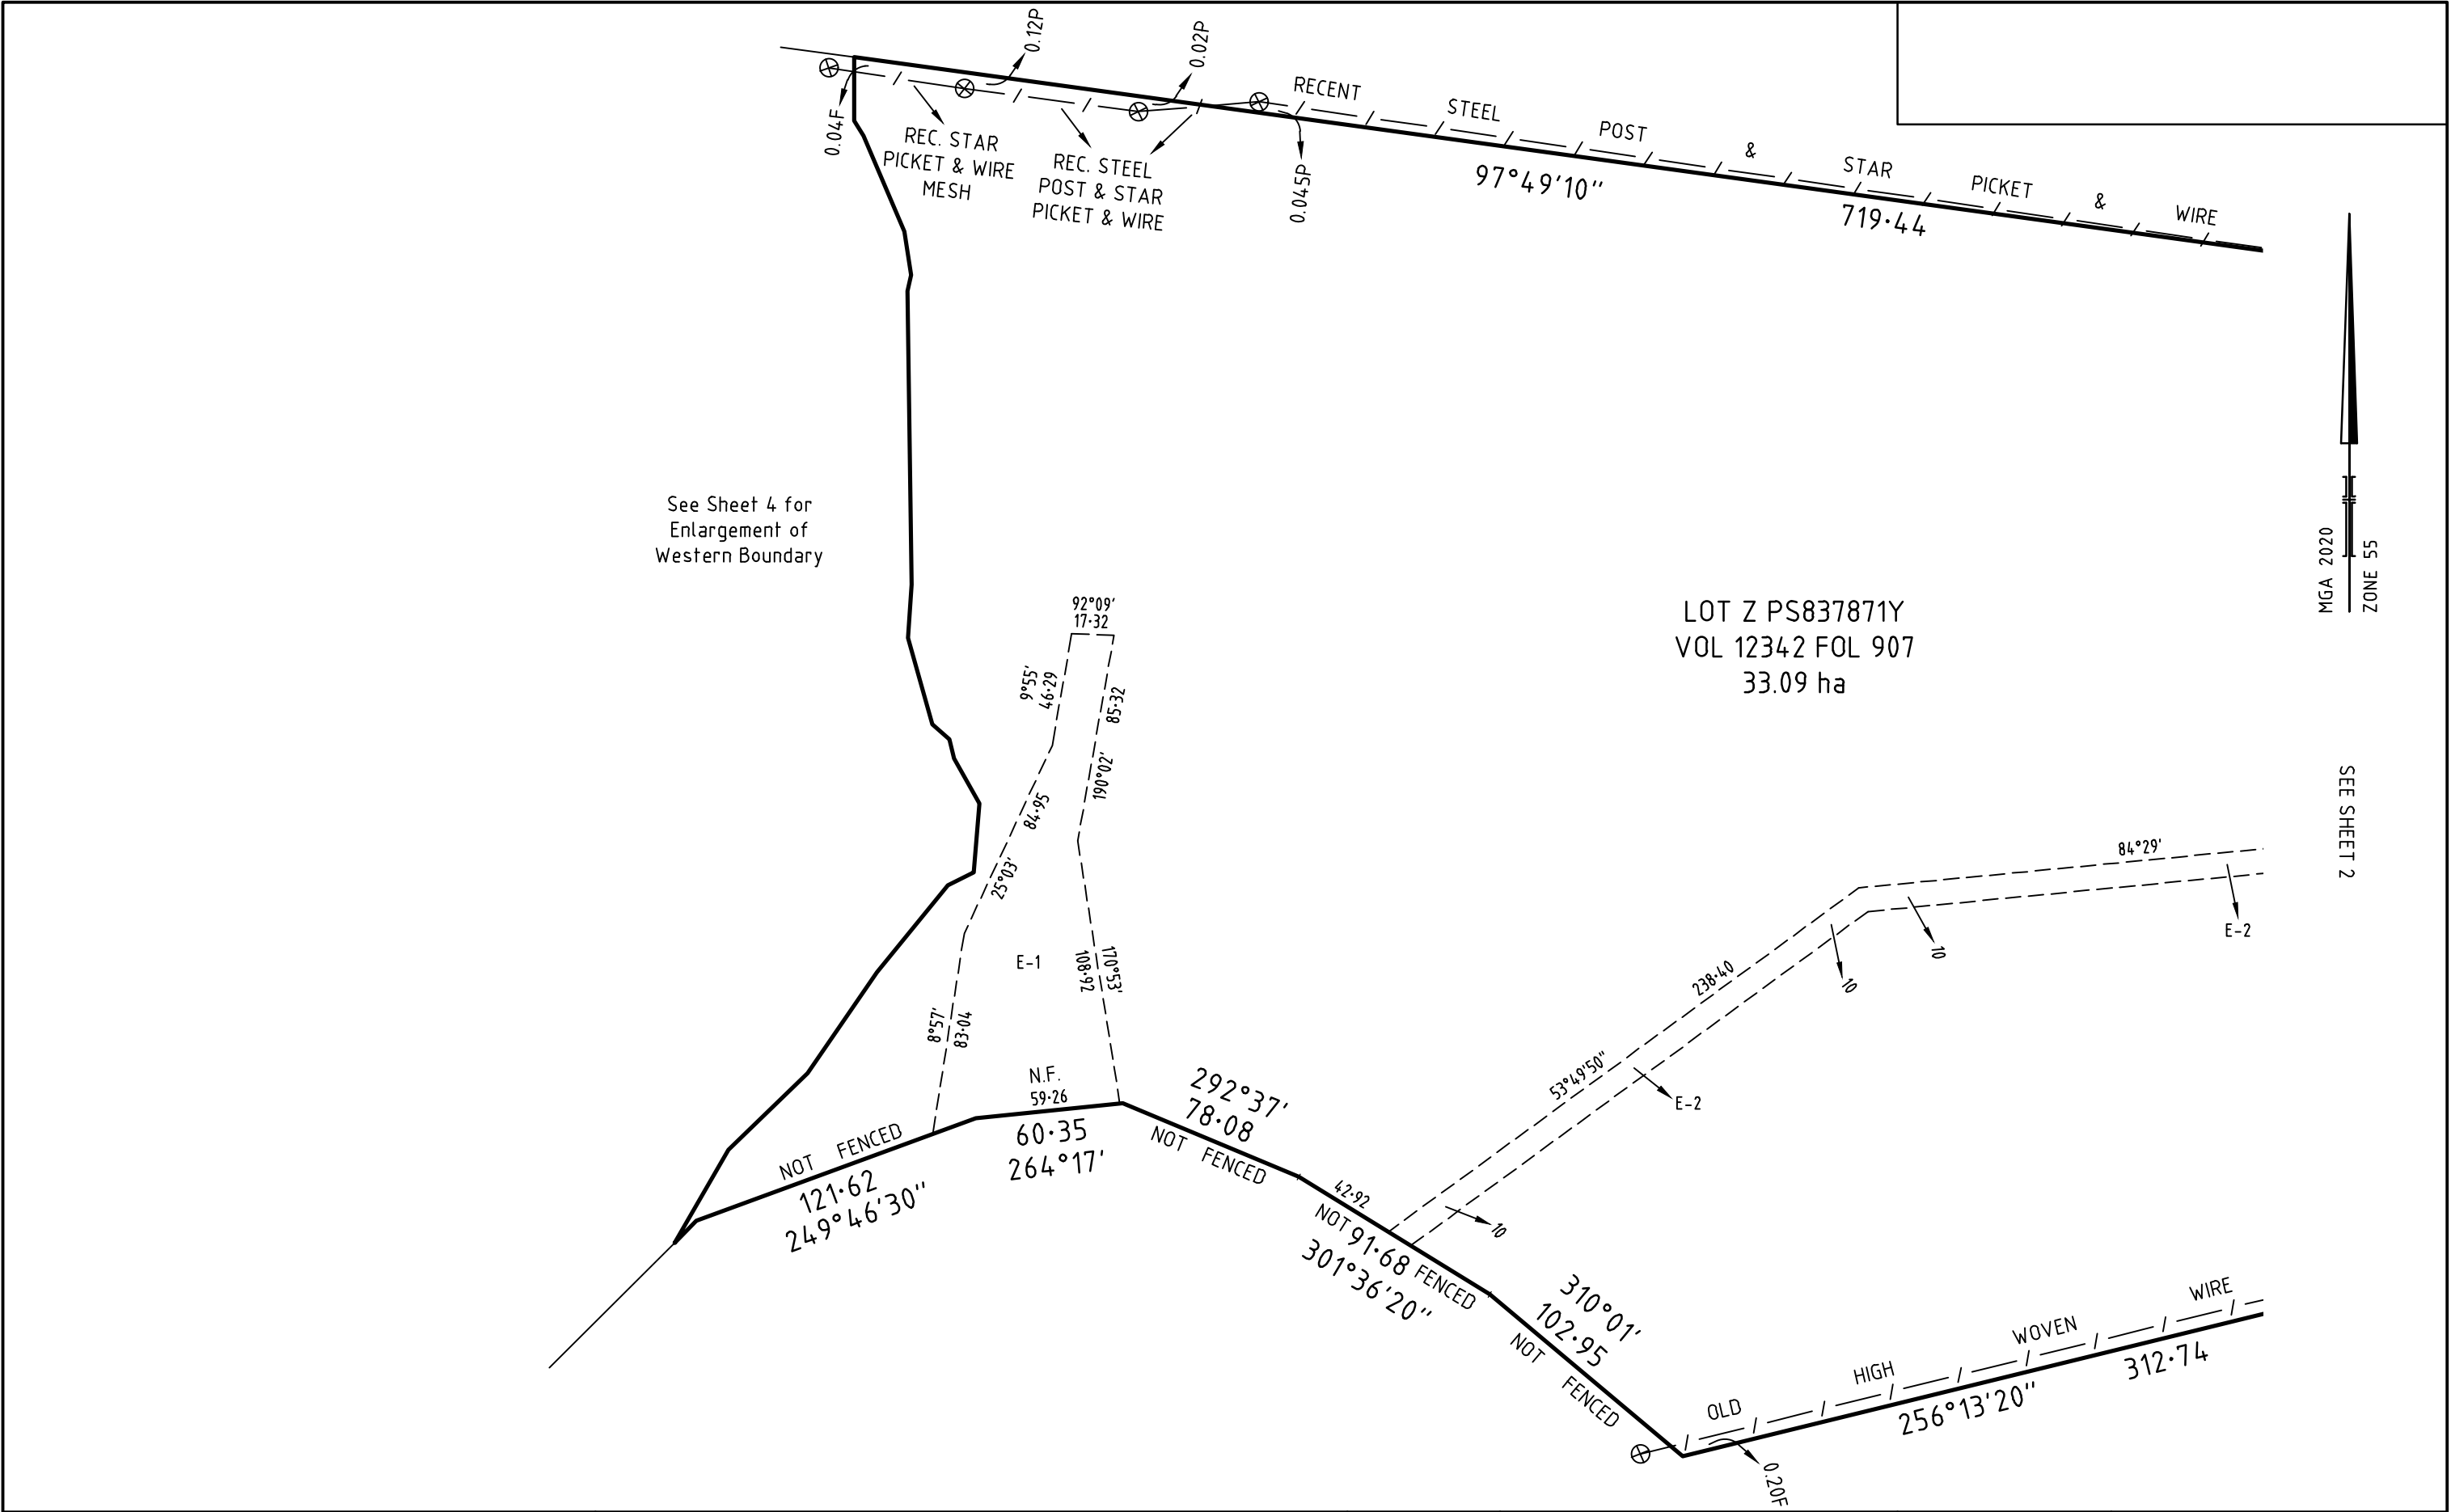 0.12P
0.02P
0.04F
REC. STAR
PICKET & WIRE
MESH
REC. STEEL
POST & STAR
PICKET & WIRE
0.045P
RECENT STEEL POST & STAR PICKET & WIRE
97°49'10"
719·44
MGA 2020
ZONE 55
See Sheet 4 for
Enlargement of
Western Boundary
LOT Z PS837871Y
VOL 12342 FOL 907
33.09 ha
92°09'
17·32
9°55'
46·29
85·32
190°02'
84·95
25°03'
SEE SHEET 2
84°29'
E-2
10
10
238·40
53°49'50"
E-2
10
E-1
170°53'
108·92
8°57'
83·04
N.F.
59·26
60·35
264°17'
NOT FENCED
121·62
249°46'30"
292°37'
78·08
NOT FENCED
42·92
NOT FENCED
91·68
301°36'20"
310°01'
102·95
NOT FENCED
OLD HIGH WOVEN WIRE
256°13'20"
312·74
0.20F